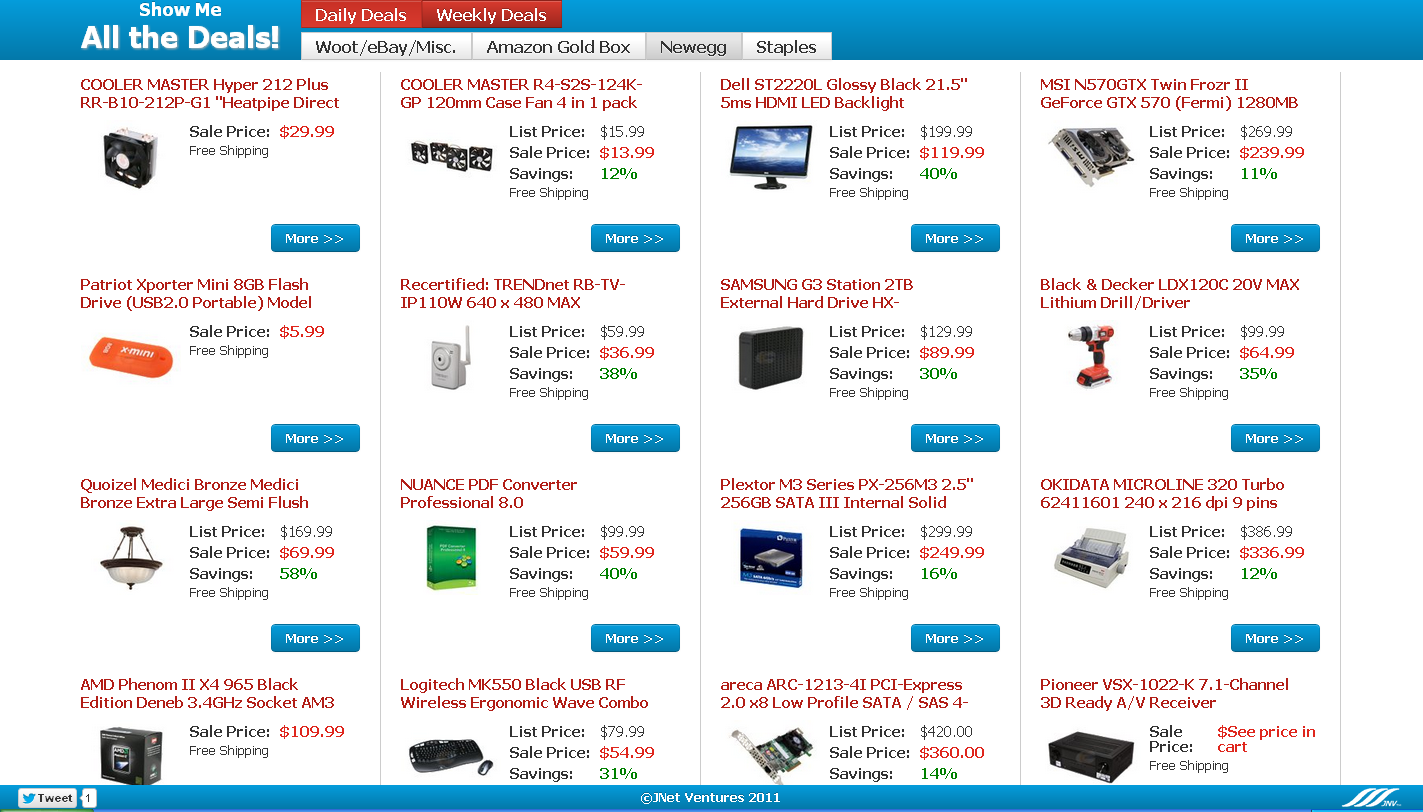 Show Me
All the Deals!
Daily Deals Weekly Deals
Woot/eBay/Misc. Amazon Gold Box Newegg Staples
COOLER MASTER Hyper 212 Plus
RR-B10-212P-G1 "Heatpipe Direct
Sale Price: $29.99
Free Shipping
More >>
COOLER MASTER R4-S2S-124K-
GP 120mm Case Fan 4 in 1 pack
List Price: $15.99
Sale Price: $13.99
Savings: 12%
Free Shipping
More >>
Dell ST2220L Glossy Black 21.5"
5ms HDMI LED Backlight
List Price: $199.99
Sale Price: $119.99
Savings: 40%
Free Shipping
More >>
MSI N570GTX Twin Frozr II
GeForce GTX 570 (Fermi) 1280MB
List Price: $269.99
Sale Price: $239.99
Savings: 11%
Free Shipping
More >>
Patriot Xporter Mini 8GB Flash
Drive (USB2.0 Portable) Model
X-MINI
Sale Price: $5.99
Free Shipping
More >>
Recertified: TRENDnet RB-TV-
IP110W 640 x 480 MAX
List Price: $59.99
Sale Price: $36.99
Savings: 38%
Free Shipping
More >>
SAMSUNG G3 Station 2TB
External Hard Drive HX-
List Price: $129.99
Sale Price: $89.99
Savings: 30%
Free Shipping
More >>
Black & Decker LDX120C 20V MAX
Lithium Drill/Driver
List Price: $99.99
Sale Price: $64.99
Savings: 35%
Free Shipping
More >>
Quoizel Medici Bronze Medici
Bronze Extra Large Semi Flush
List Price: $169.99
Sale Price: $69.99
Savings: 58%
Free Shipping
More >>
NUANCE PDF Converter
Professional 8.0
PDF Converter
List Price: $99.99
Sale Price: $59.99
Savings: 40%
Free Shipping
More >>
Plextor M3 Series PX-256M3 2.5"
256GB SATA III Internal Solid
List Price: $299.99
Sale Price: $249.99
Savings: 16%
Free Shipping
More >>
OKIDATA MICROLINE 320 Turbo
62411601 240 x 216 dpi 9 pins
List Price: $386.99
Sale Price: $336.99
Savings: 12%
Free Shipping
More >>
AMD Phenom II X4 965 Black
Edition Deneb 3.4GHz Socket AM3
Sale Price: $109.99
Free Shipping
Logitech MK550 Black USB RF
Wireless Ergonomic Wave Combo
List Price: $79.99
Sale Price: $54.99
Savings: 31%
areca ARC-1213-4I PCI-Express
2.0 x8 Low Profile SATA / SAS 4-
List Price: $420.00
Sale Price: $360.00
Savings: 14%
Pioneer VSX-1022-K 7.1-Channel
3D Ready A/V Receiver
Sale Price: $See price in cart
Free Shipping
Tweet 1
©JNet Ventures 2011
JNV